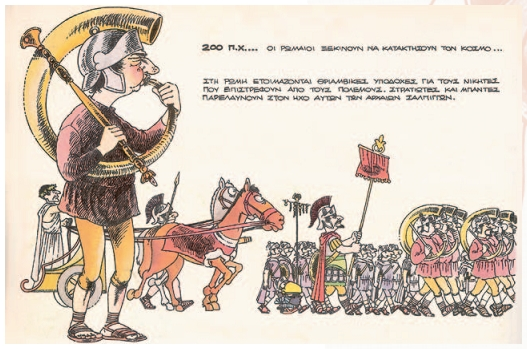 200 Π.Χ.... ΟΙ ΡΩΜΑΙΟΙ ΞΕΚΙΝΟΥΝ ΝΑ ΚΑΤΑΚΤΗΣΟΥΝ ΤΟΝ ΚΟΣΜΟ...
ΣΤΗ ΡΩΜΗ ΕΤΟΙΜΑΖΟΝΤΑΙ ΘΡΙΑΜΒΙΚΕΣ ΥΠΟΔΟΧΕΣ ΓΙΑ ΤΟΥΣ ΝΙΚΗΤΕΣ
ΠΟΥ ΕΠΙΣΤΡΕΦΟΥΝ ΑΠΟ ΤΟΥΣ ΠΟΛΕΜΟΥΣ. ΣΤΡΑΤΙΩΤΕΣ ΚΑΙ ΜΠΑΝΤΕΣ
ΠΑΡΕΛΑΥΝΟΥΝ ΣΤΟΝ ΗΧΟ ΑΥΤΩΝ ΤΩΝ ΑΡΧΑΙΩΝ ΣΑΛΠΙΓΓΩΝ.